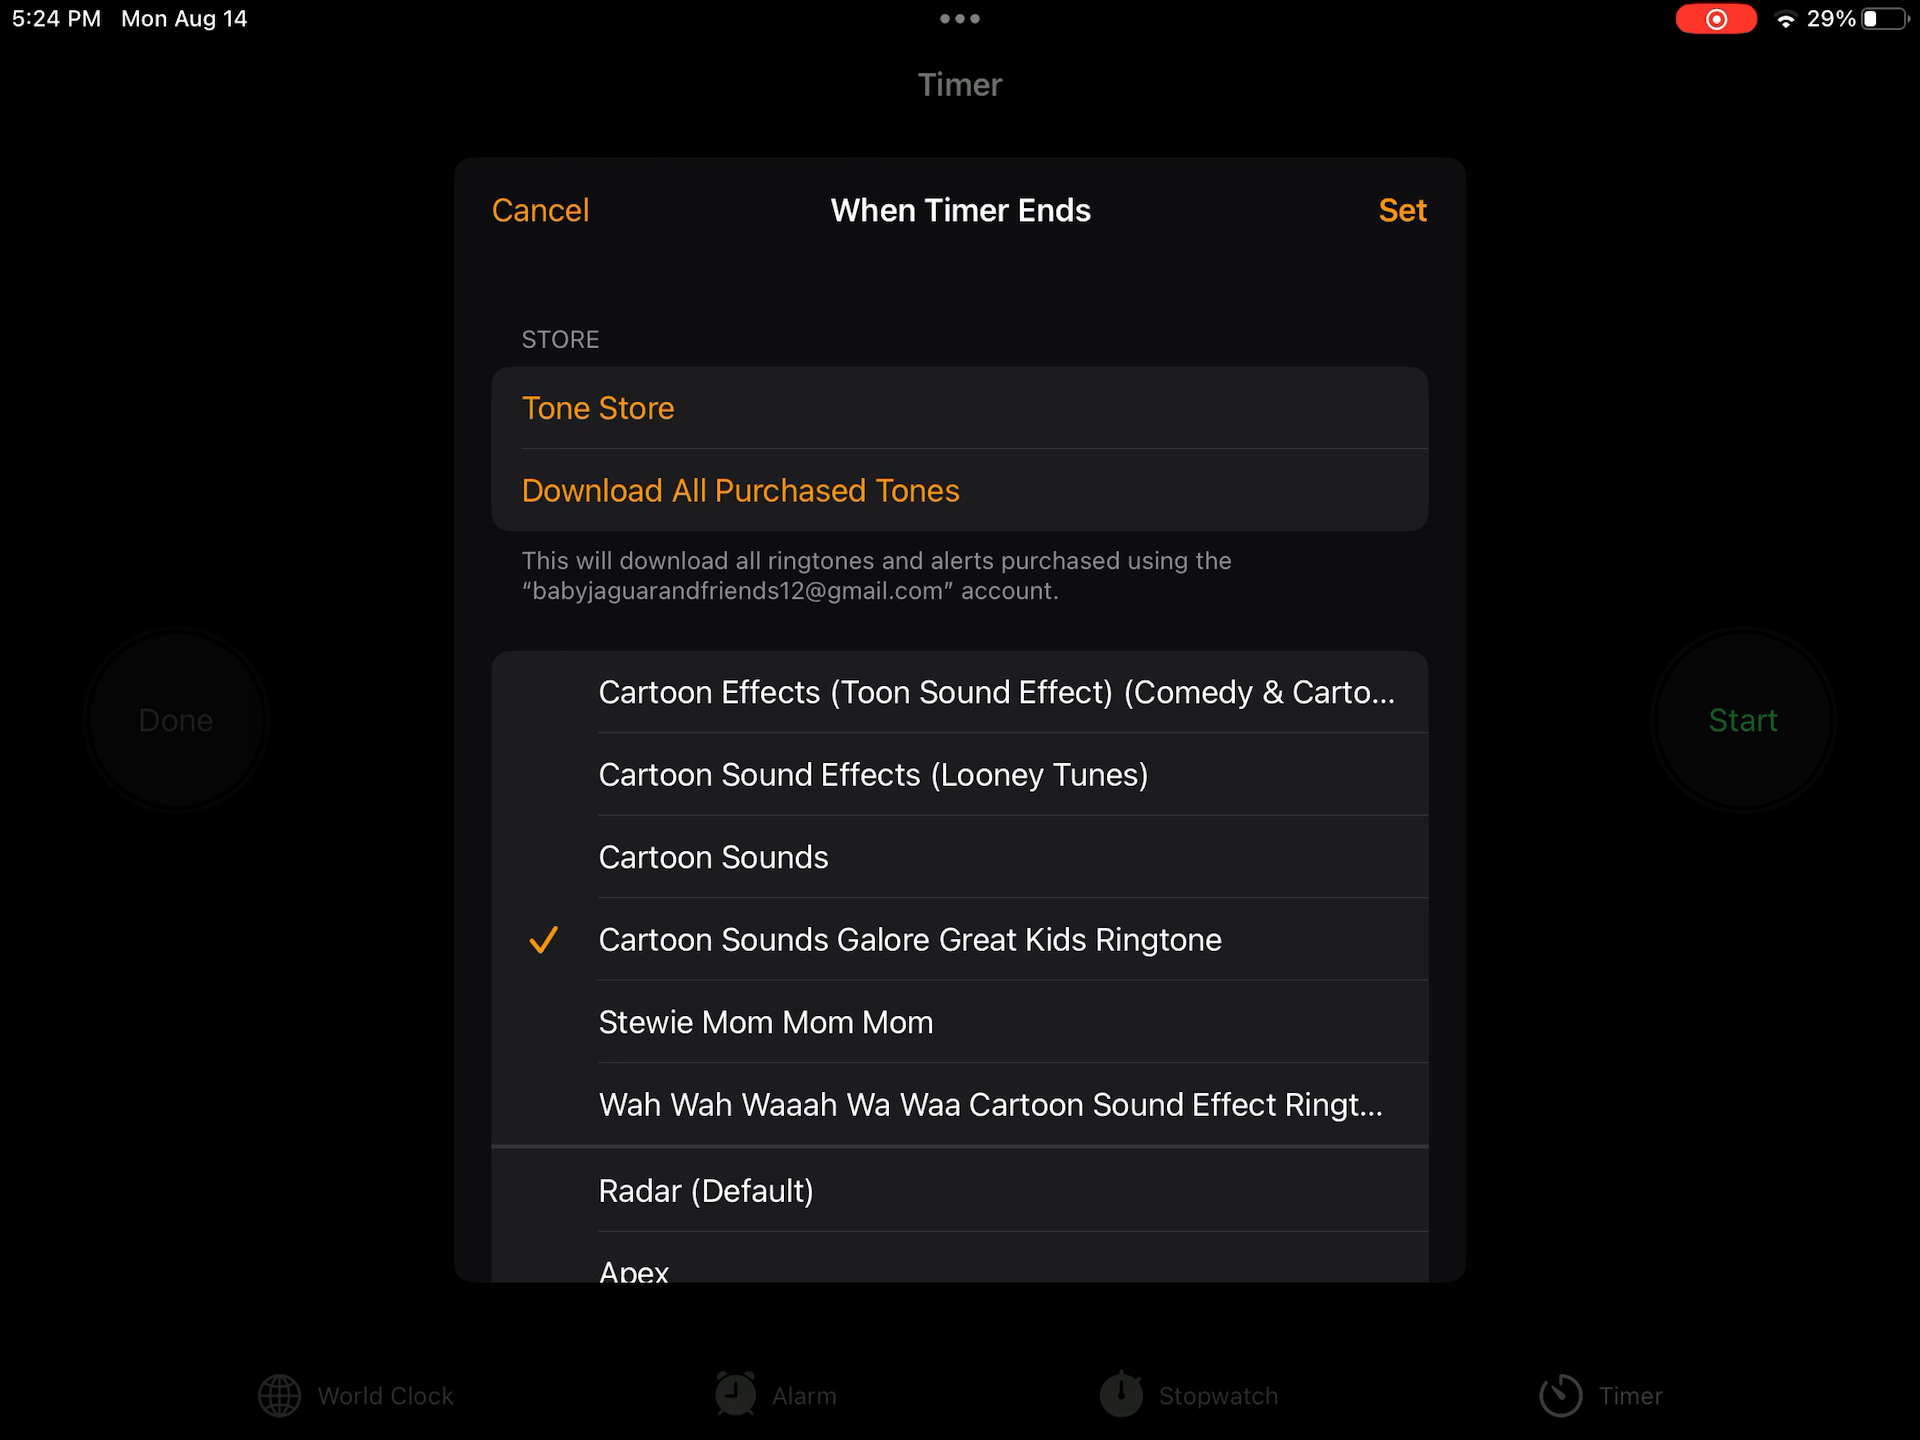 5:24 PM Mon Aug 14
29%
Timer
Cancel
When Timer Ends
Set
STORE
Tone Store
Download All Purchased Tones
This will download all ringtones and alerts purchased using the
“babyjaguarandfriends12@gmail.com” account.
Done
Start
Cartoon Effects (Toon Sound Effect) (Comedy & Carto...
Cartoon Sound Effects (Looney Tunes)
Cartoon Sounds
Cartoon Sounds Galore Great Kids Ringtone
Stewie Mom Mom Mom
Wah Wah Waaah Wa Waa Cartoon Sound Effect Ringt...
Radar (Default)
Apex
World Clock
Alarm
Stopwatch
Timer